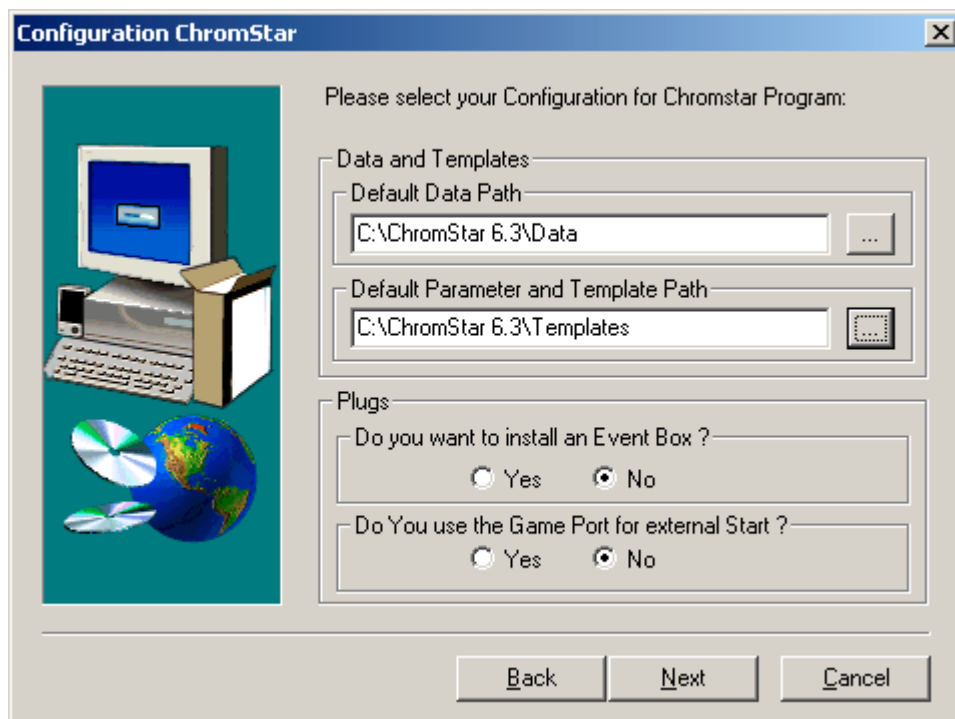 Configuration ChromStar
Please select your Configuration for Chromstar Program:
Data and Templates
Default Data Path
C:\ChromStar 6.3\Data
...
Default Parameter and Template Path
C:\ChromStar 6.3\Templates
...
Plugs
Do you want to install an Event Box ?
Yes No
Do You use the Game Port for external Start ?
Yes No
Back Next Cancel